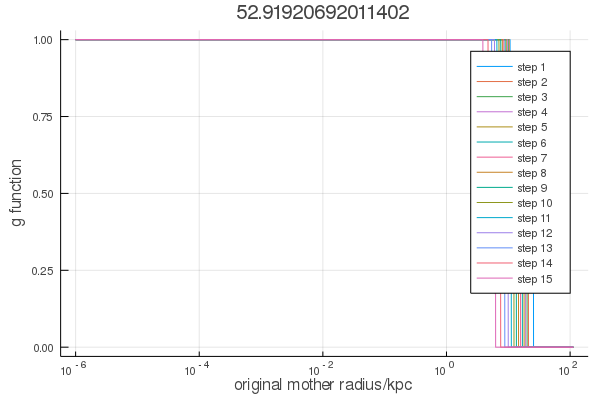 52.91920692011402
1.00
0.75
0.50
0.25
0.00
g function
step 1
step 2
step 3
step 4
step 5
step 6
step 7
step 8
step 9
step 10
step 11
step 12
step 13
step 14
step 15
10 -6
10 -4
10 -2
10 0
10 2
original mother radius/kpc